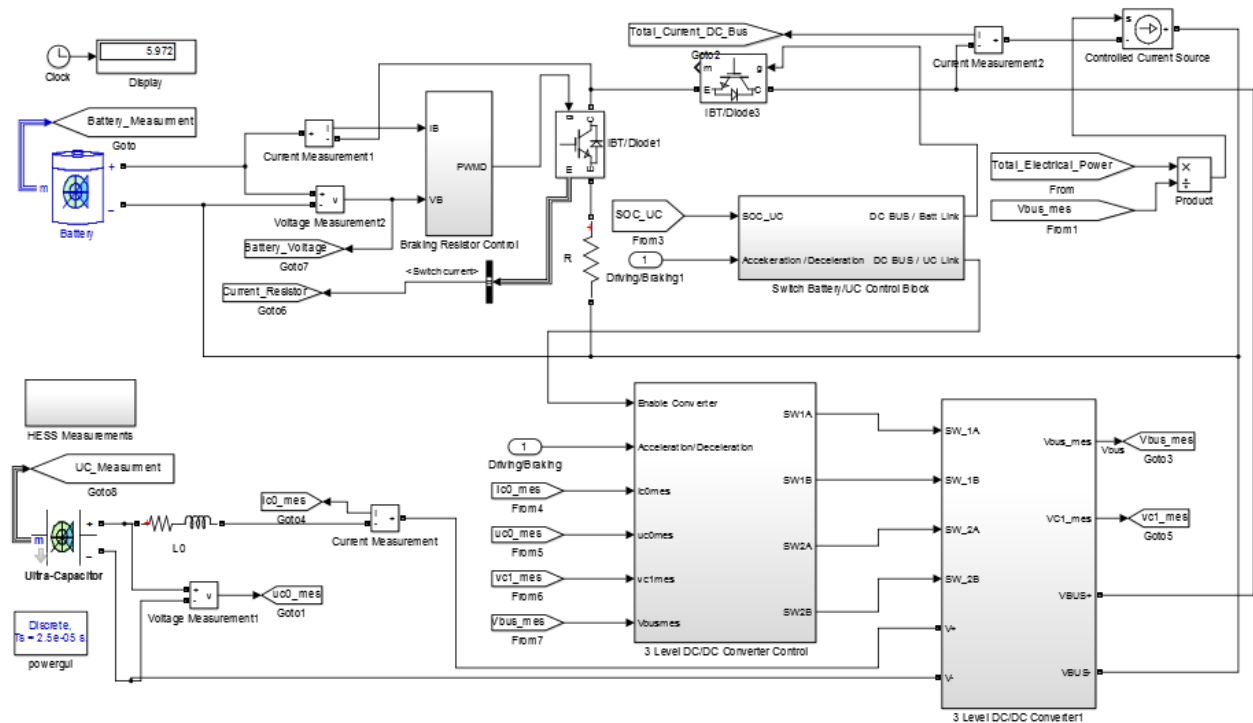 Clock
5.972
Display
Battery_Measurment
Goto
m
+
−
Battery
+
I
-
Current Measurement1
+
-
v
Voltage Measurement2
Battery_Voltage
Goto7
IB
PWMD
VB
Braking Resistor Control
<Switch current>
Current_Resistor
Goto6
g
C
m
E
IBT/Diode1
+
R
Total_Current_DC_Bus
Goto2
m
g
E
C
IBT/Diode3
I
+
-
Current Measurement2
s
-
+
Controlled Current Source
Total_Electrical_Power
From
Vbus_mes
From1
×
÷
Product
SOC_UC
From3
1
Driving/Braking1
SOC_UC
DC BUS / Batt Link
Accekeration /Deceleration
DC BUS / UC Link
Switch Battery/UC Control Block
HESS Measurements
UC_Measurment
Goto8
m
+
−
Ultra-Capacitor
+
L0
Ic0_mes
Goto4
I
+
-
Current Measurement
+
-
v
Voltage Measurement1
uc0_mes
Goto1
Discrete,
Ts = 2.5e-05 s.
powergui
1
Driving/Braking
Ic0_mes
From4
uc0_mes
From5
vc1_mes
From6
Vbus_mes
From7
Enable Converter
Acceleration/Deceleration
Ic0mes
uc0mes
vc1mes
Vbusmes
SW1A
SW1B
SW2A
SW2B
3 Level DC/DC Converter Control
SW_1A
SW_1B
SW_2A
SW_2B
V+
V-
Vbus_mes
VC1_mes
VBUS+
VBUS-
3 Level DC/DC Converter1
Vbus
Vbus_mes
Goto3
vc1_mes
Goto5